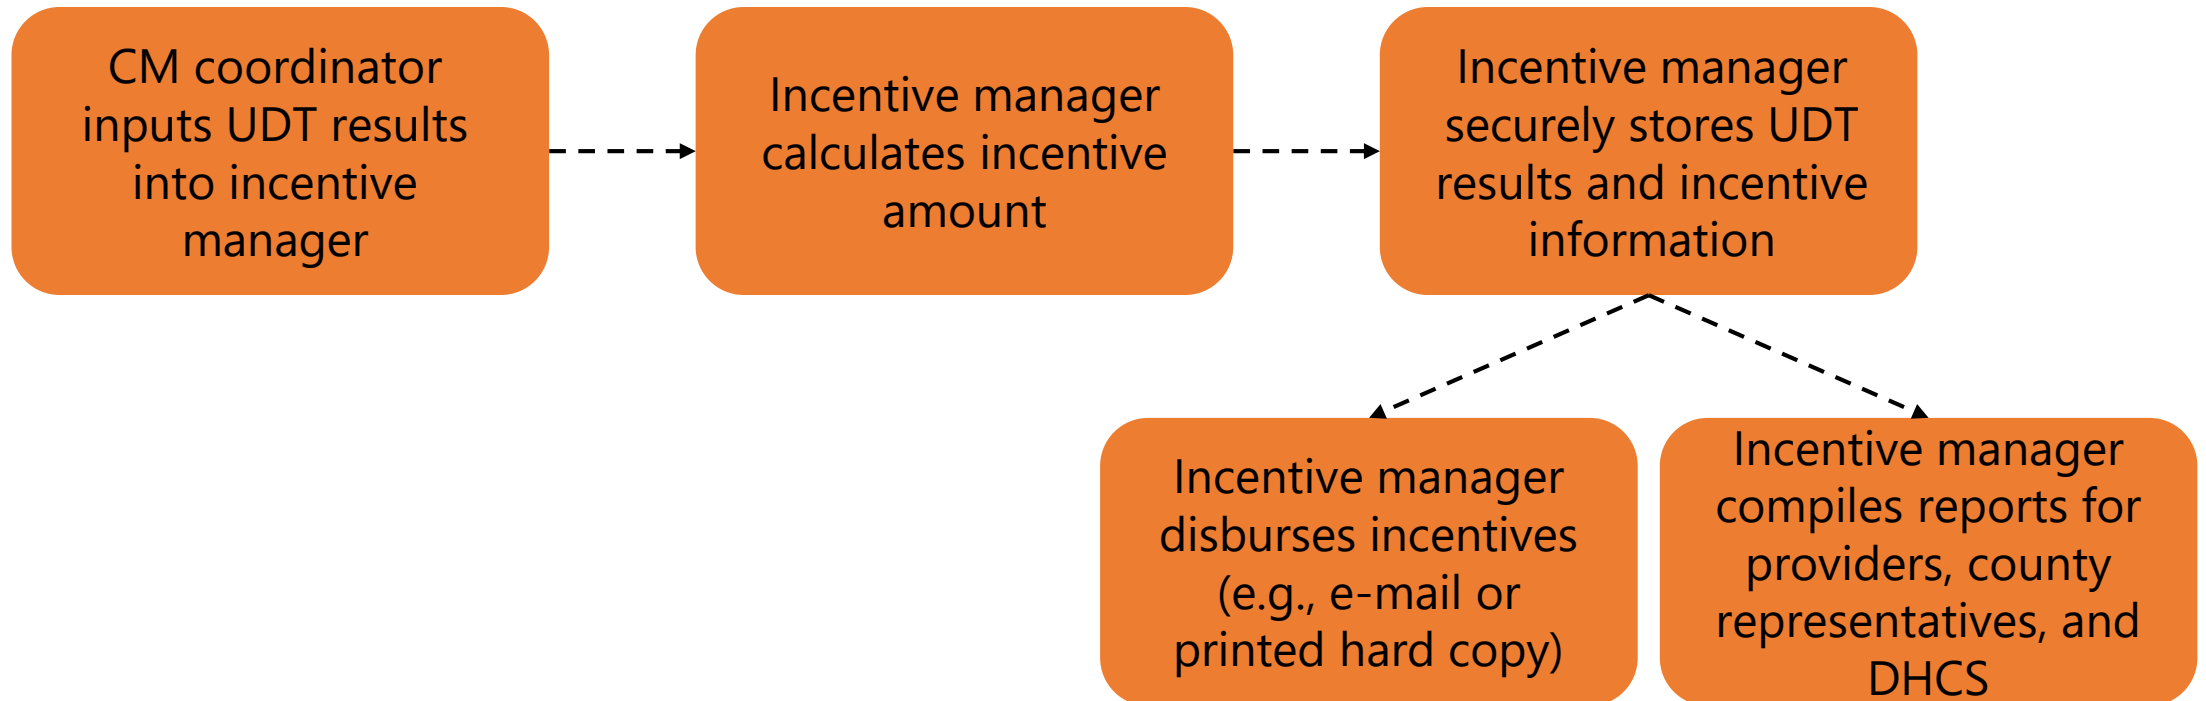 CM coordinator
inputs UDT results
into incentive
manager
Incentive manager
calculates incentive
amount
Incentive manager
securely stores UDT
results and incentive
information
Incentive manager
disburses incentives
(e.g., e-mail or
printed hard copy)
Incentive manager
compiles reports for
providers, county
representatives, and
DHCS